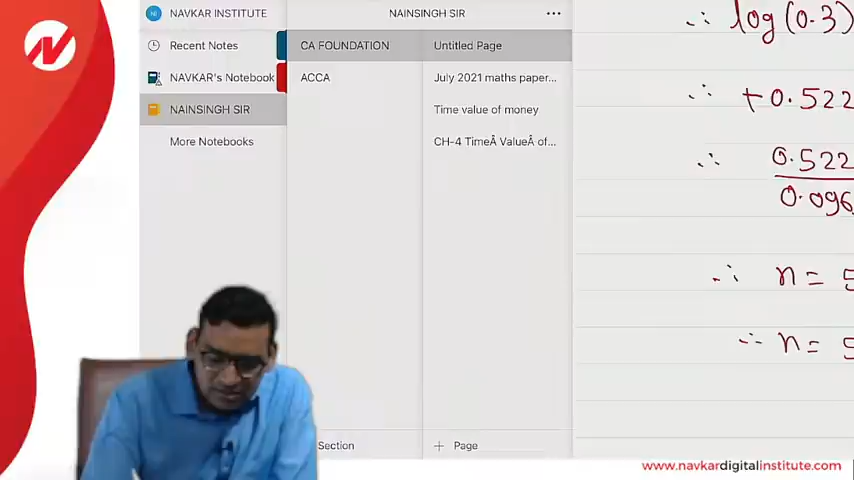 NAVKAR INSTITUTE
Recent Notes
NAVKAR's Notebook
NAINSINGH SIR
More Notebooks
NAINSINGH SIR
CA FOUNDATION
ACCA
Section
Untitled Page
July 2021 maths paper...
Time value of money
CH-4 TimeÂ ValueÂ of...
+ Page
∴ log(0.3)
∴ +0.522
∴ 0.522
0.096
∴ n = 5
∴ n = 5
www.navkardigitalinstitute.com